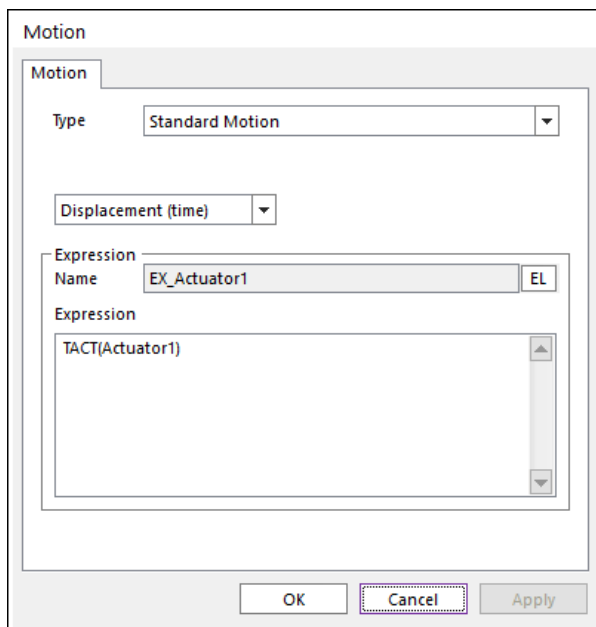 Motion
Motion
Type Standard Motion
Displacement (time)
Expression
Name EX_Actuator1 EL
Expression
TACT(Actuator1)
OK Cancel Apply